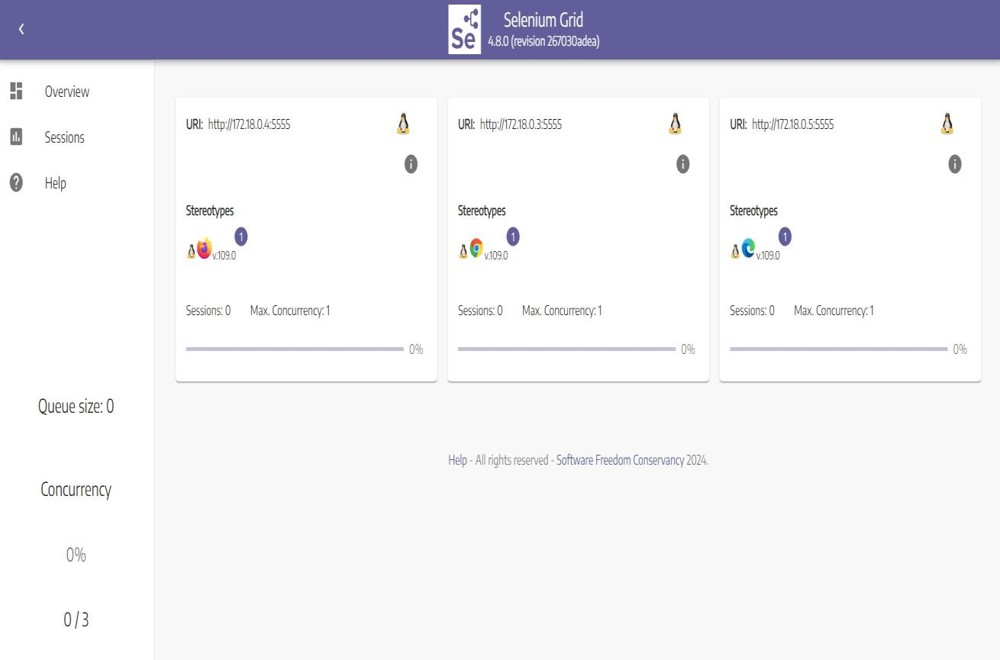 Se
Selenium Grid
4.8.0 (revision 267030adea)
Overview
Sessions
Help
Queue size: 0
Concurrency
0%
0 / 3
URI: http://172.18.0.4:5555
Stereotypes
1
v.109.0
Sessions: 0 Max. Concurrency: 1
0%
URI: http://172.18.0.3:5555
Stereotypes
1
v.109.0
Sessions: 0 Max. Concurrency: 1
0%
URI: http://172.18.0.5:5555
Stereotypes
1
v.109.0
Sessions: 0 Max. Concurrency: 1
0%
Help - All rights reserved - Software Freedom Conservancy 2024.